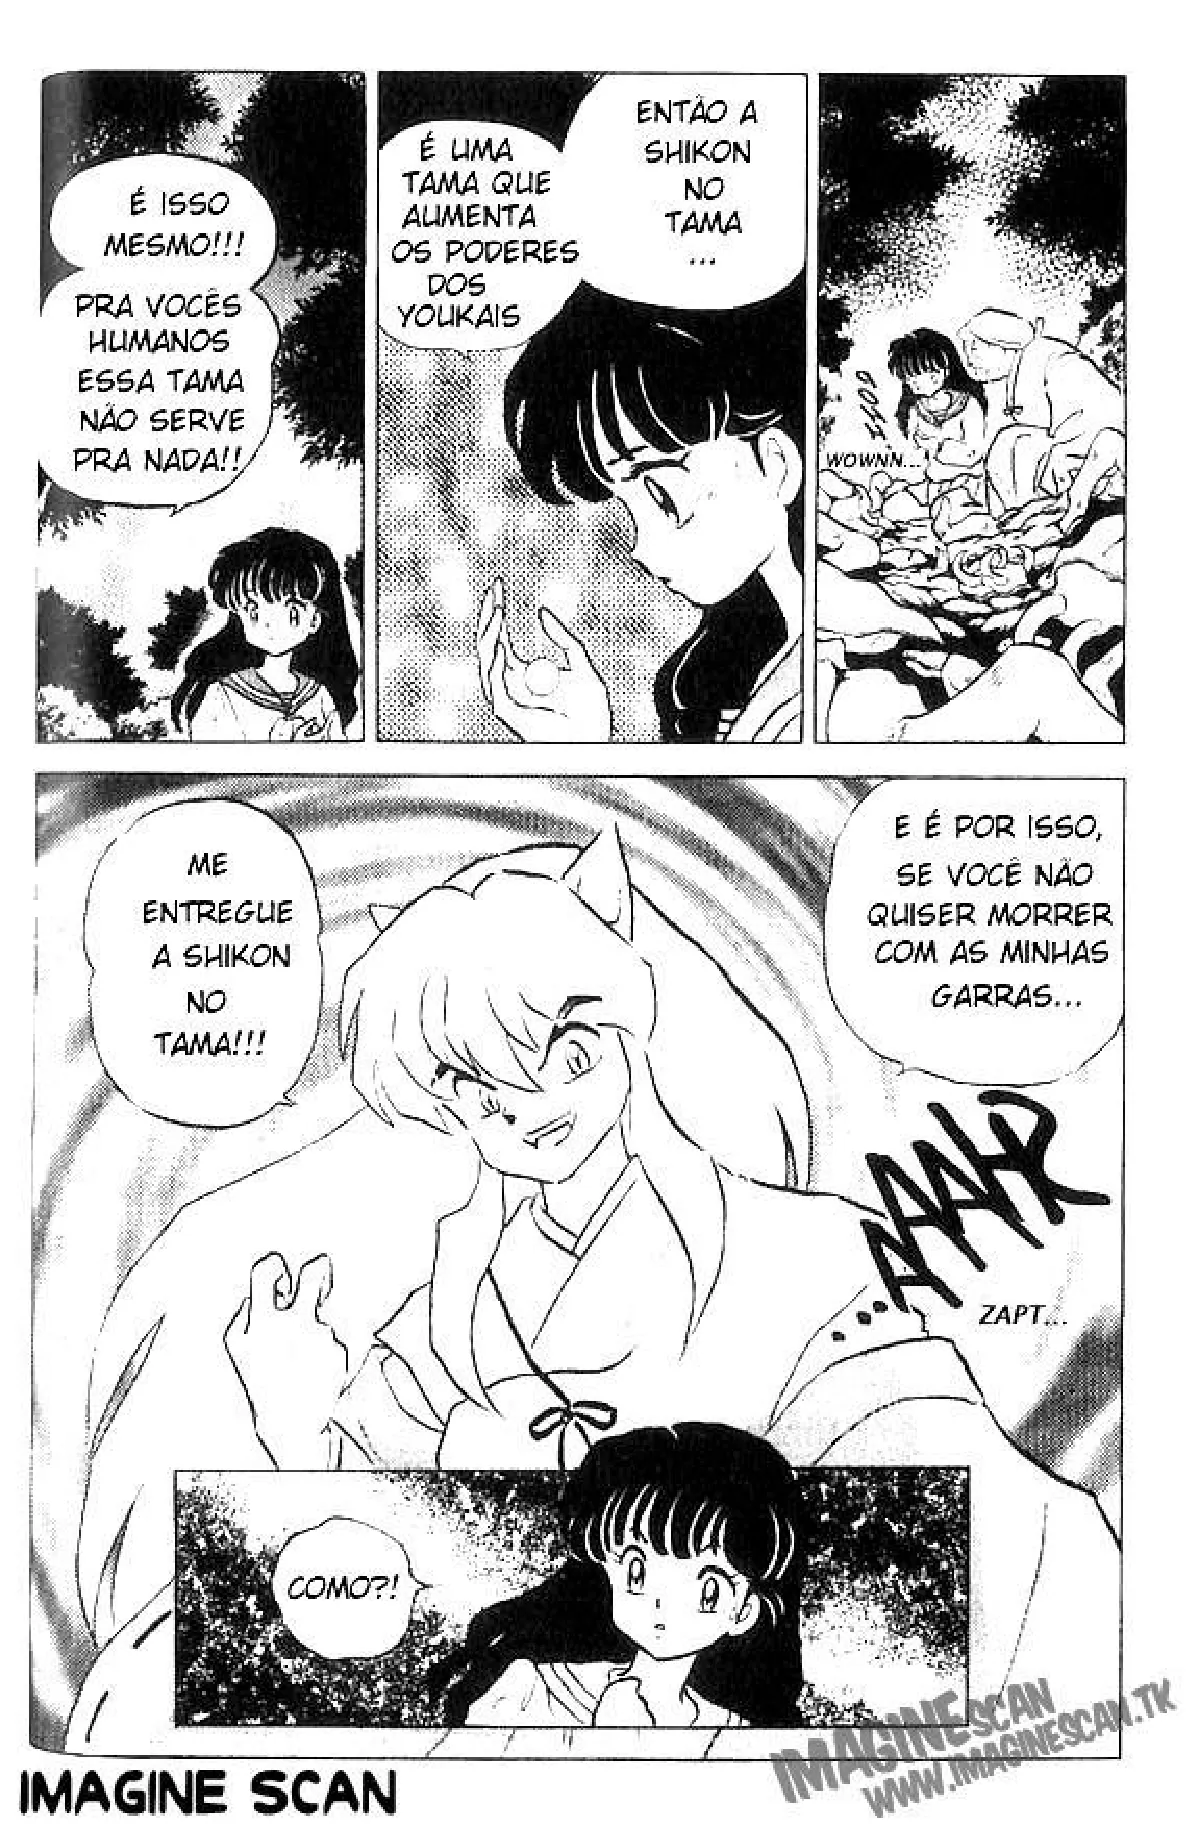 ENTÃO A
SHIKON
NO
TAMA
...
É UMA
TAMA QUE
AUMENTA
OS PODERES
DOS
YOUKAIS
WOWNN...
É ISSO
MESMO!!!
PRA VOCÊS
HUMANOS
ESSA TAMA
NÃO SERVE
PRA NADA!!
E É POR ISSO,
SE VOCÊ NÃO
QUISER MORRER
COM AS MINHAS
GARRAS...
ME
ENTREGUE
A SHIKON
NO
TAMA!!!
ZAPT...
COMO?!
IMAGINE SCAN
WWW.IMAGINESCAN.TK
IMAGINE SCAN